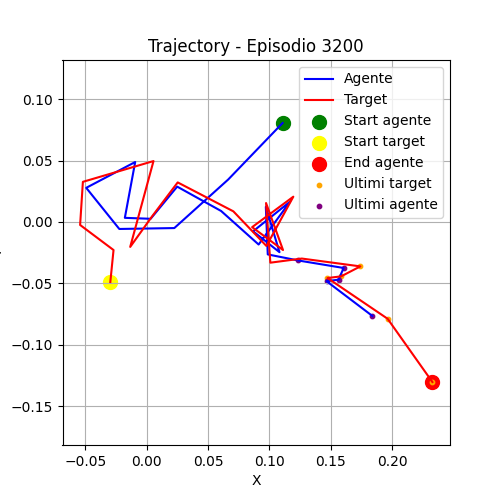 Trajectory - Episodio 3200
Agente
Target
Start agente
Start target
End agente
Ultimi target
Ultimi agente
0.10
0.05
0.00
−0.05
−0.10
−0.15
−0.05
0.00
0.05
0.10
0.15
0.20
X